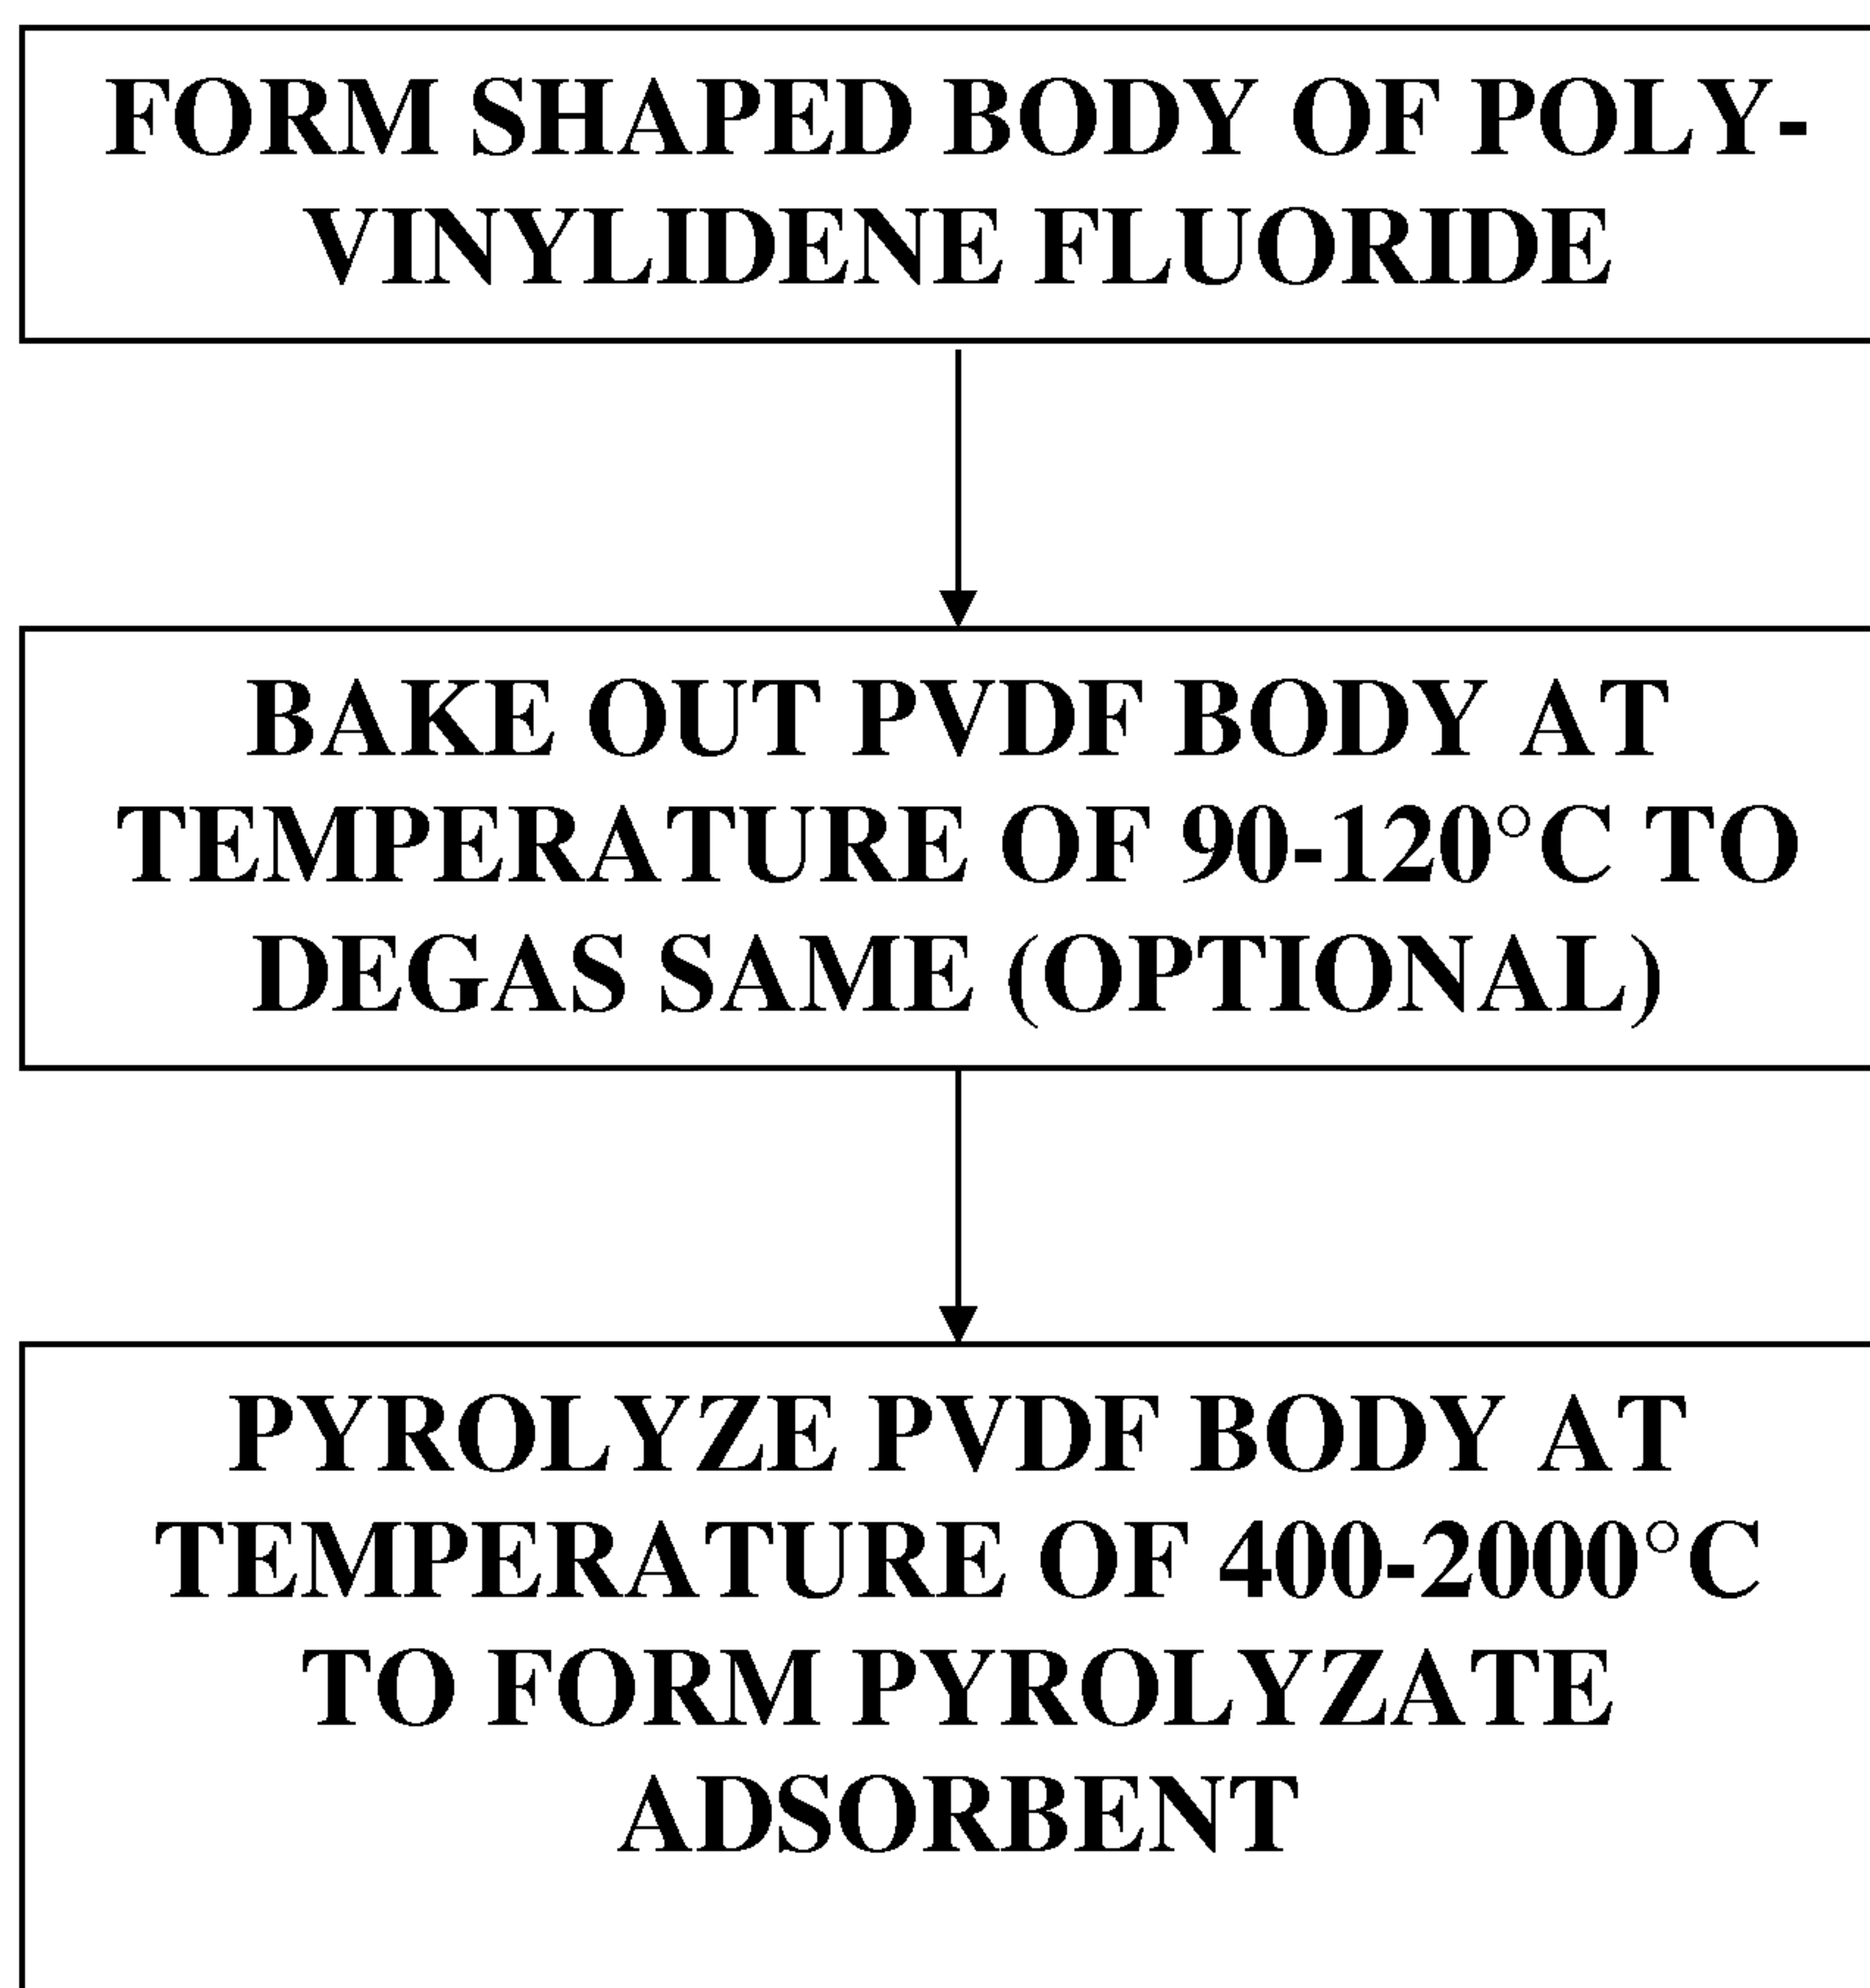 FORM SHAPED BODY OF POLY-
VINYLIDENE FLUORIDE
BAKE OUT PVDF BODY AT
TEMPERATURE OF 90-120°C TO
DEGAS SAME (OPTIONAL)
PYROLYZE PVDF BODY AT
TEMPERATURE OF 400-2000°C
TO FORM PYROLYZATE
ADSORBENT